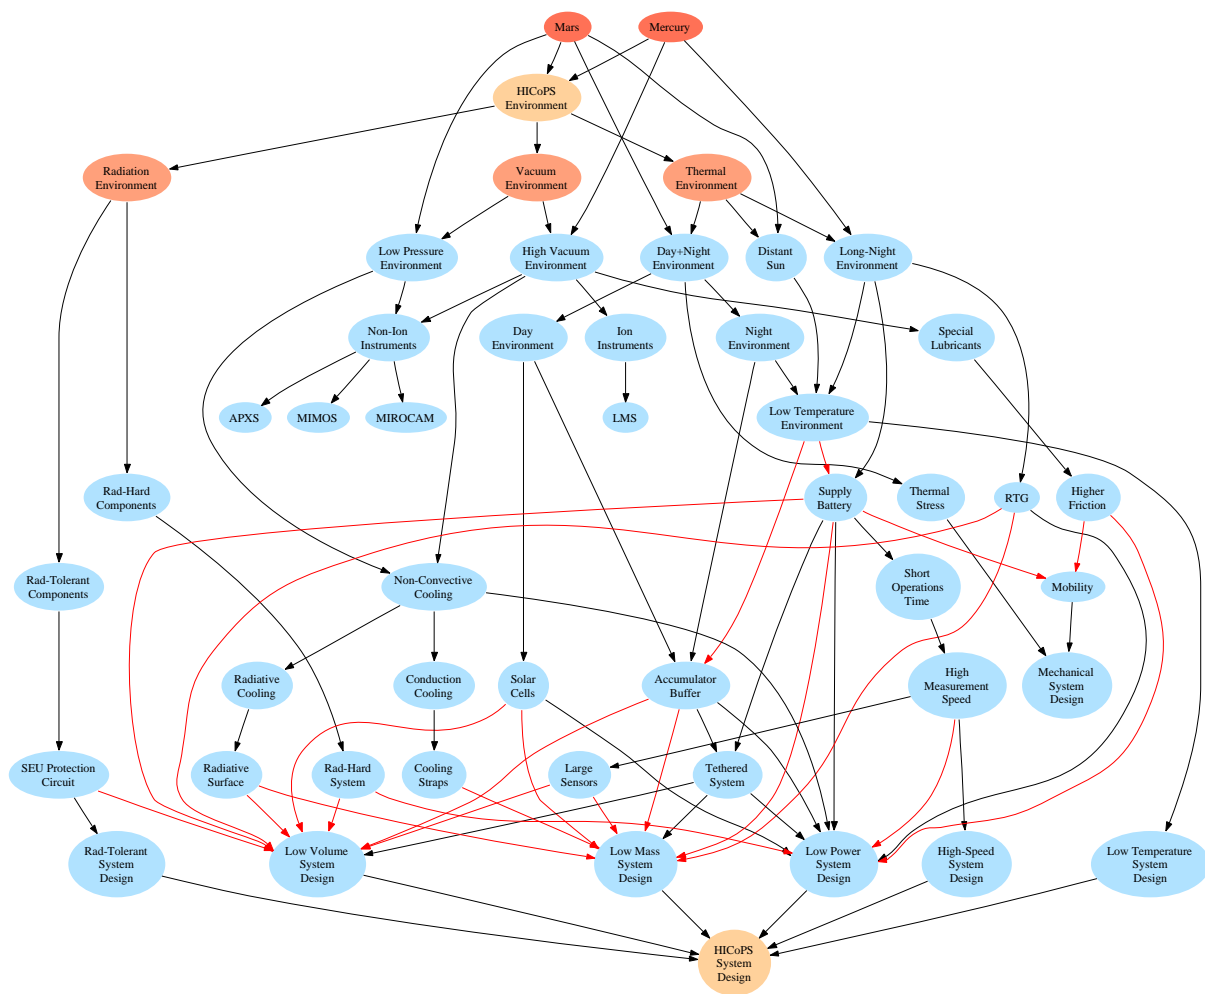 Mars
Mercury
HICoPS
Environment
Radiation
Environment
Vacuum
Environment
Thermal
Environment
Low Pressure
Environment
High Vacuum
Environment
Day+Night
Environment
Distant
Sun
Long-Night
Environment
Non-Ion
Instruments
Day
Environment
Ion
Instruments
Night
Environment
Special
Lubricants
APXS
MIMOS
MIROCAM
LMS
Low Temperature
Environment
Rad-Hard
Components
Supply
Battery
Thermal
Stress
RTG
Higher
Friction
Rad-Tolerant
Components
Non-Convective
Cooling
Short
Operations
Time
Mobility
Radiative
Cooling
Conduction
Cooling
Solar
Cells
Accumulator
Buffer
High
Measurement
Speed
Mechanical
System
Design
SEU Protection
Circuit
Radiative
Surface
Rad-Hard
System
Cooling
Straps
Large
Sensors
Tethered
System
Rad-Tolerant
System
Design
Low Volume
System
Design
Low Mass
System
Design
Low Power
System
Design
High-Speed
System
Design
Low Temperature
System
Design
HICoPS
System
Design